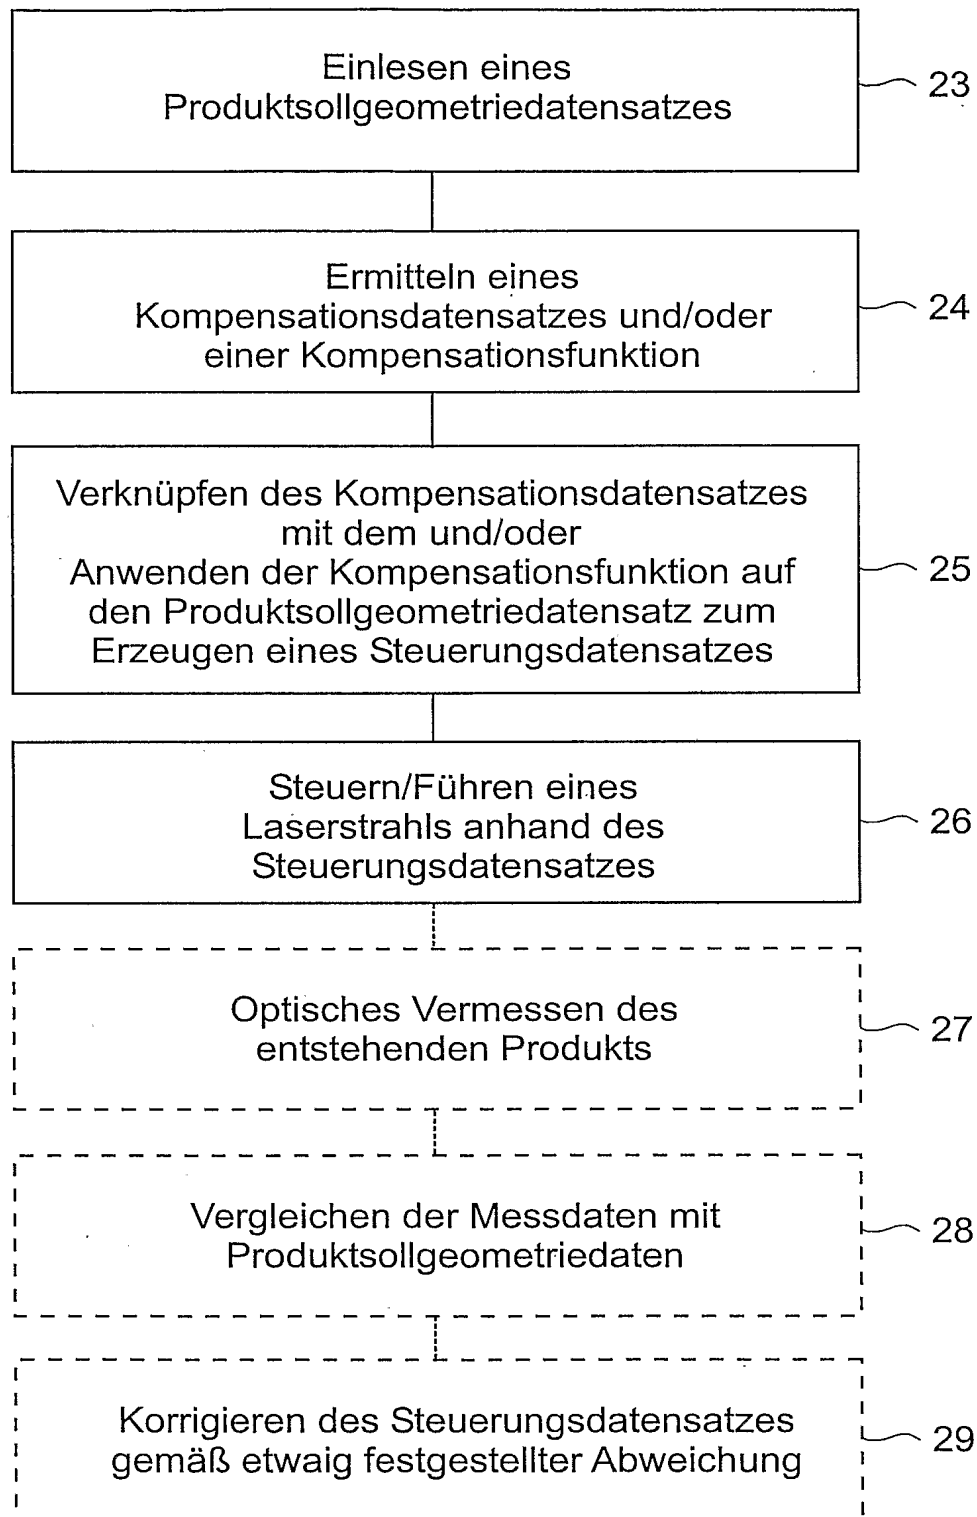 Einlesen eines
Produktsollgeometriedatensatzes
23
Ermitteln eines
Kompensationsdatensatzes und/oder
einer Kompensationsfunktion
24
Verknüpfen des Kompensationsdatensatzes
mit dem und/oder
Anwenden der Kompensationsfunktion auf
den Produktsollgeometriedatensatz zum
Erzeugen eines Steuerungsdatensatzes
25
Steuern/Führen eines
Laserstrahls anhand des
Steuerungsdatensatzes
26
Optisches Vermessen des
entstehenden Produkts
27
Vergleichen der Messdaten mit
Produktsollgeometriedaten
28
Korrigieren des Steuerungsdatensatzes
gemäß etwaig festgestellter Abweichung
29